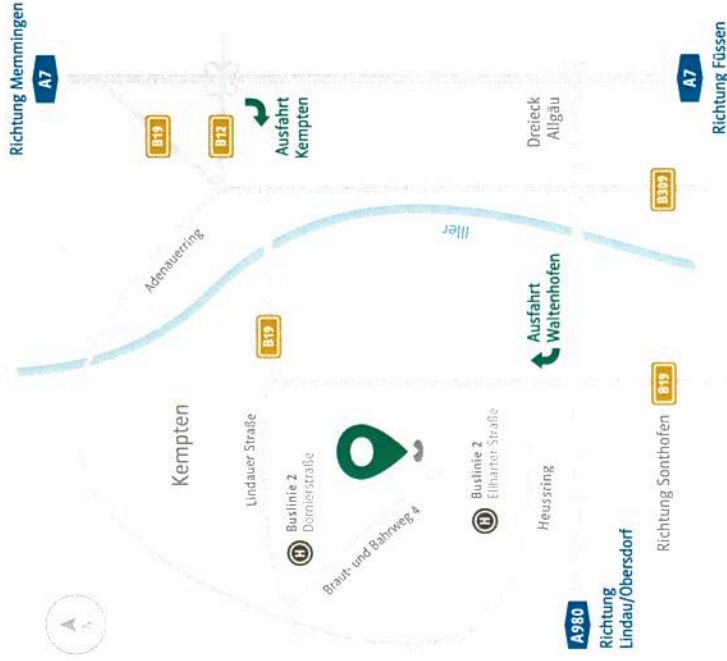 Richtung Memmingen
A7
B19
B12
Ausfahrt
Kempten
Adenauerring
Dreieck
Allgäu
B309
A7
Richtung Füssen
Iller
B19
Kempten
Lindauer Straße
Buslinie 2
Dornierstraße
H
Braut- und Bahrweg 4
Buslinie 2
Ellharter Straße
H
Ausfahrt
Waltenhofen
Heussring
B19
Richtung Sonthofen
A980
Richtung
Lindau/Obersdorf